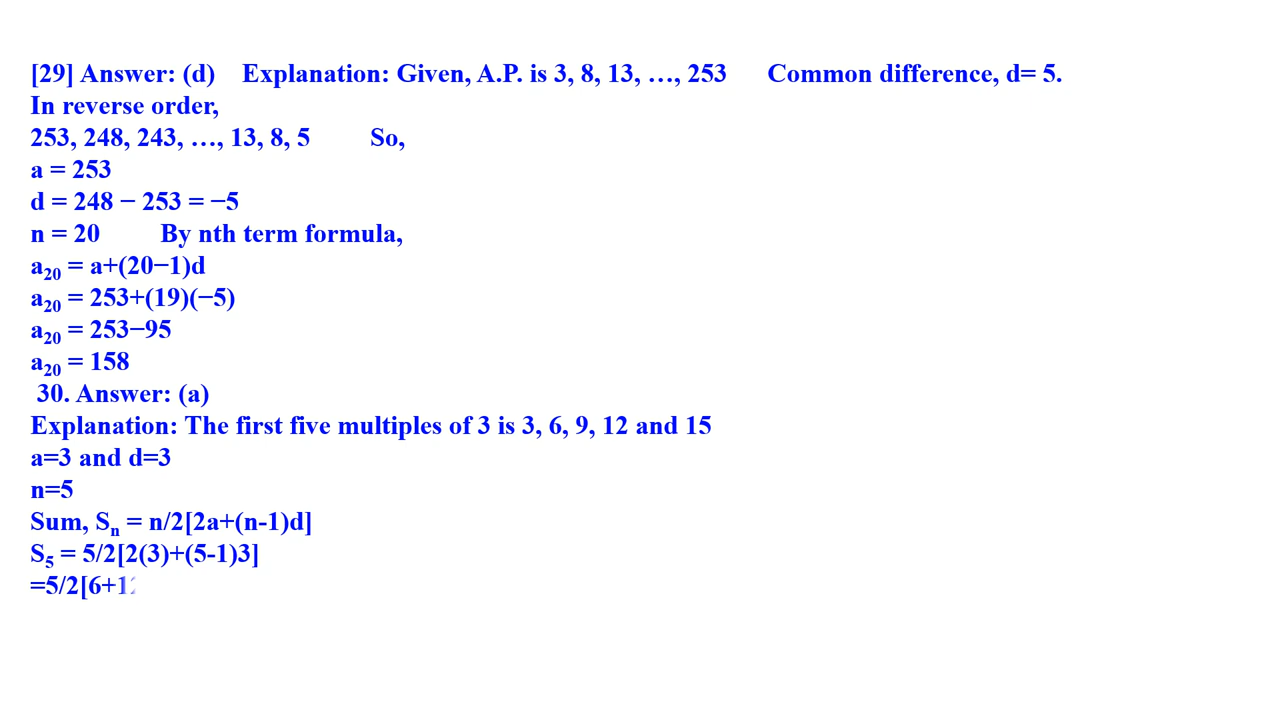 [29] Answer: (d) Explanation: Given, A.P. is 3, 8, 13, …, 253 Common difference, d= 5.
In reverse order,
253, 248, 243, …, 13, 8, 5 So,
a = 253
d = 248 − 253 = −5
n = 20 By nth term formula,
a₂₀ = a+(20−1)d
a₂₀ = 253+(19)(−5)
a₂₀ = 253−95
a₂₀ = 158
30. Answer: (a)
Explanation: The first five multiples of 3 is 3, 6, 9, 12 and 15
a=3 and d=3
n=5
Sum, Sₙ = n/2[2a+(n-1)d]
S₅ = 5/2[2(3)+(5-1)3]
=5/2[6+1